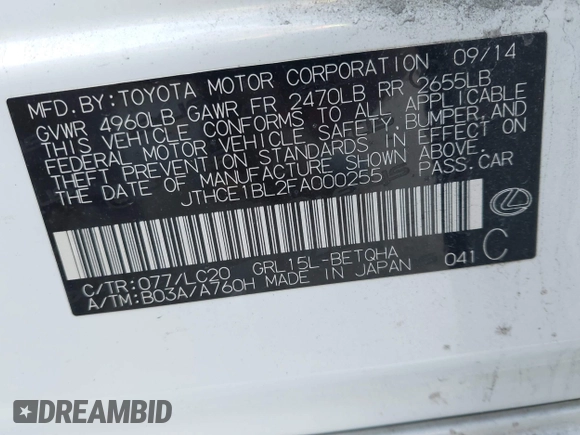 MFD.BY:TOYOTA MOTOR CORPORATION 09/14
GVWR 4960LB GAWR FR 2470LB RR 2655LB
THIS VEHICLE CONFORMS TO ALL APPLICABLE
FEDERAL MOTOR VEHICLE SAFETY,BUMPER,AND
THEFT PREVENTION STANDARDS IN EFFECT ON
THE DATE OF MANUFACTURE SHOWN ABOVE.
JTHCE1BL2FA000255 PASS.CAR
C/TR:077/LC20 GRL15L-BETQHA 041 C
A/TM:B03A/A760H MADE IN JAPAN
DREAMBID